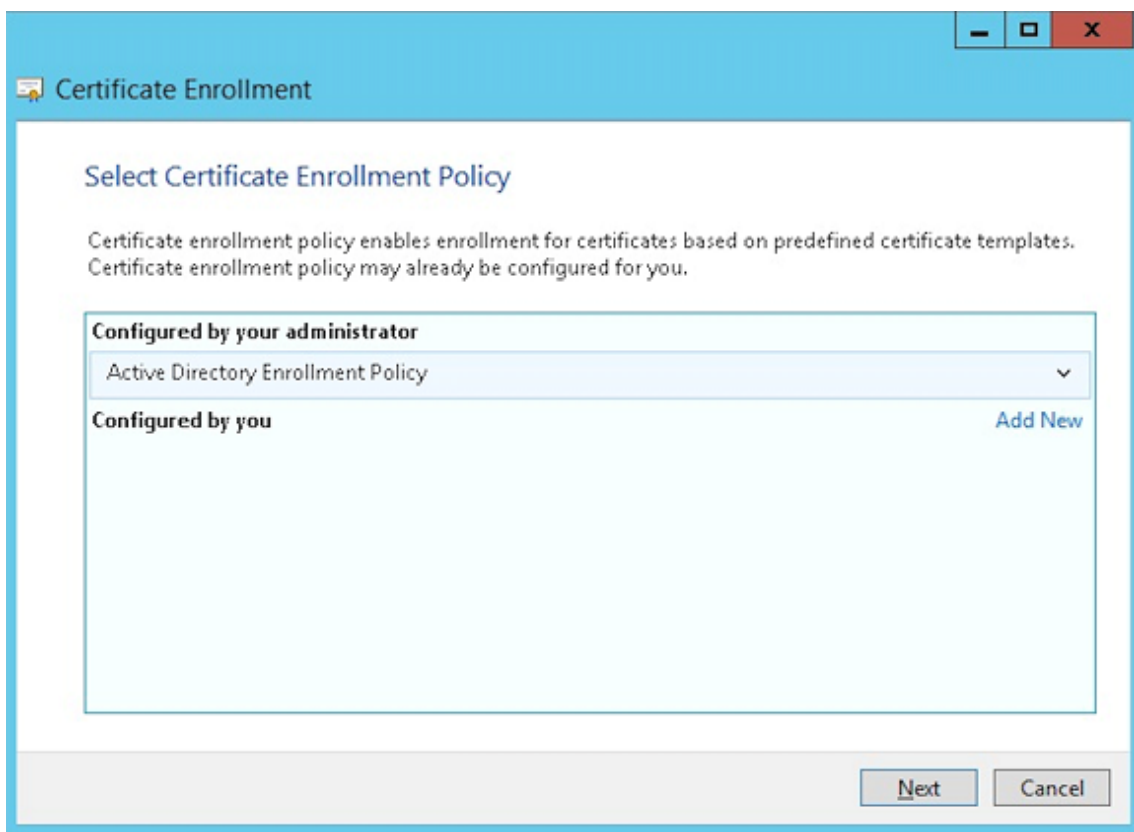 Certificate Enrollment
Select Certificate Enrollment Policy
Certificate enrollment policy enables enrollment for certificates based on predefined certificate templates.
Certificate enrollment policy may already be configured for you.
Configured by your administrator
Active Directory Enrollment Policy
Configured by you Add New
Next Cancel